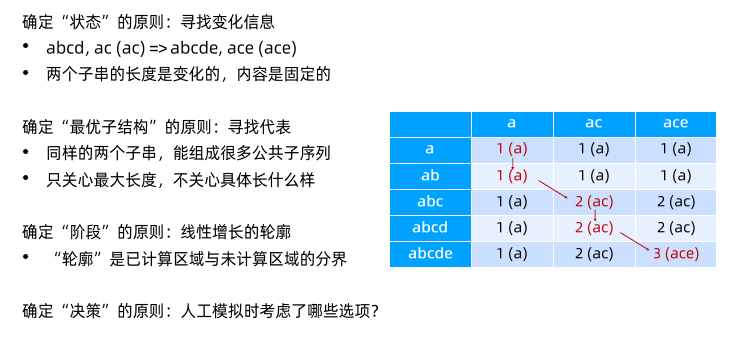 确定“状态”的原则：寻找变化信息
• abcd, ac (ac) => abcde, ace (ace)
• 两个子串的长度是变化的，内容是固定的
确定“最优子结构”的原则：寻找代表
• 同样的两个子串，能组成很多公共子序列
• 只关心最大长度，不关心具体长什么样
确定“阶段”的原则：线性增长的轮廓
• “轮廓”是已计算区域与未计算区域的分界
确定“决策”的原则：人工模拟时考虑了哪些选项？
a ac ace
a 1 (a) 1 (a) 1 (a)
ab 1 (a) 1 (a) 1 (a)
abc 1 (a) 2 (ac) 2 (ac)
abcd 1 (a) 2 (ac) 2 (ac)
abcde 1 (a) 2 (ac) 3 (ace)